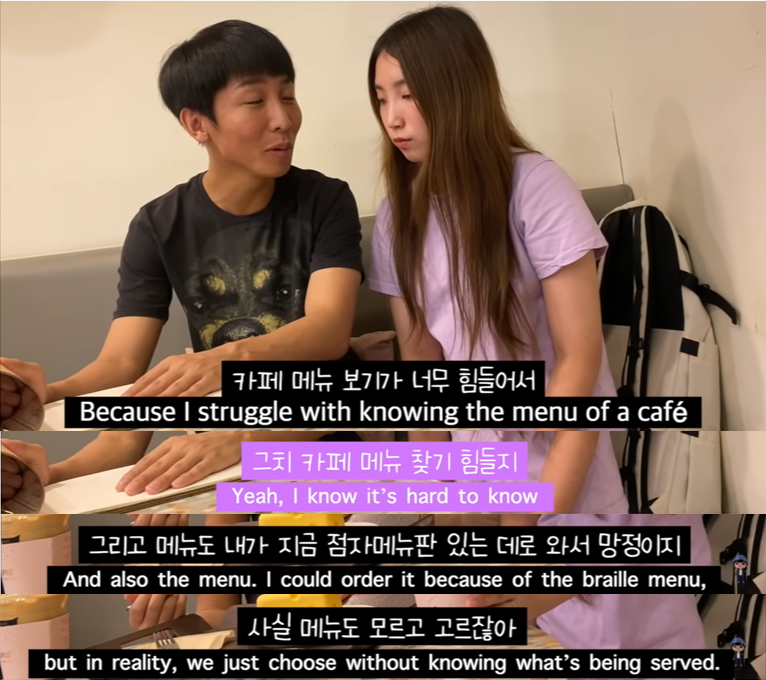 카페 메뉴 보기가 너무 힘들어서
Because I struggle with knowing the menu of a café
그치 카페 메뉴 찾기 힘들지
Yeah, I know it's hard to know
그리고 메뉴도 내가 지금 점자메뉴판 있는 데로 와서 망정이지
And also the menu. I could order it because of the braille menu,
사실 메뉴도 모르고 고르잖아
but in reality, we just choose without knowing what's being served.